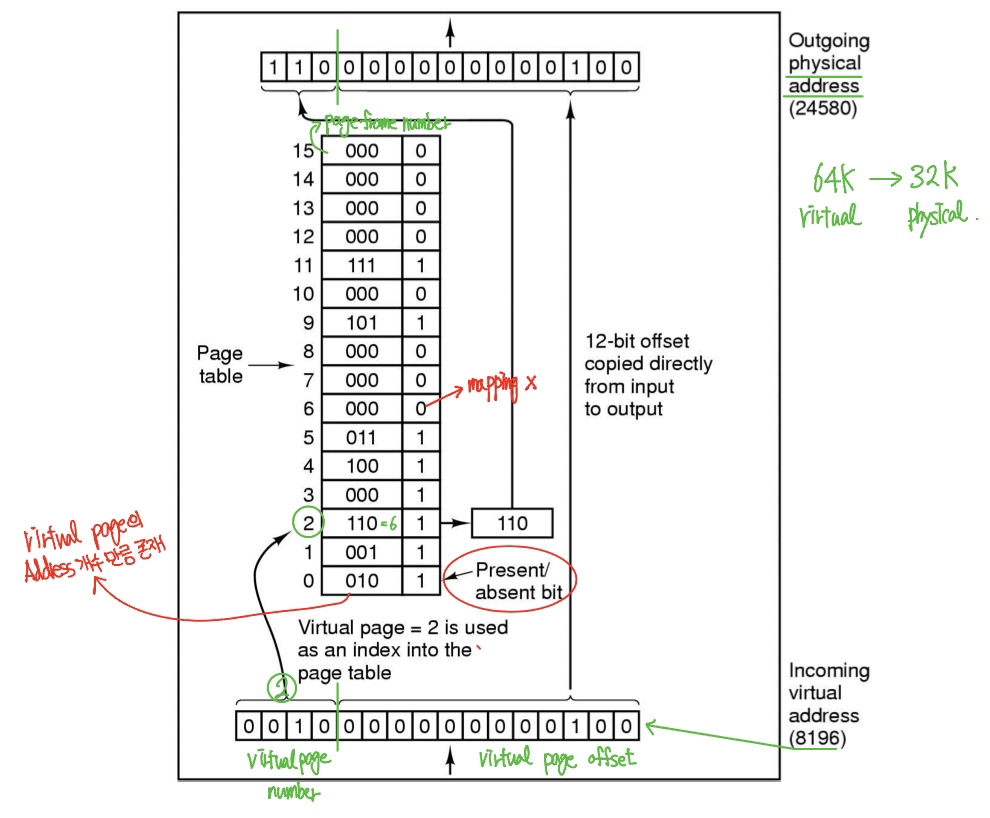 1 1 0 0 0 0 0 0 0 0 0 0 1 0 0
Outgoing
physical
address
(24580)
page frame number
64K → 32K
virtual physical.
15 000 0
14 000 0
13 000 0
12 000 0
11 111 1
10 000 0
9 101 1
8 000 0
7 000 0
6 000 0
5 011 1
4 100 1
3 000 1
2 110 =6 1
1 001 1
0 010 1
Page
table
mapping X
12-bit offset
copied directly
from input
to output
110
Present/
absent bit
virtual page의
Address 개수 만큼 존재
Virtual page = 2 is used
as an index into the
page table
2
0 0 1 0 0 0 0 0 0 0 0 0 0 1 0 0
Incoming
virtual
address
(8196)
virtual page
number
virtual page offset